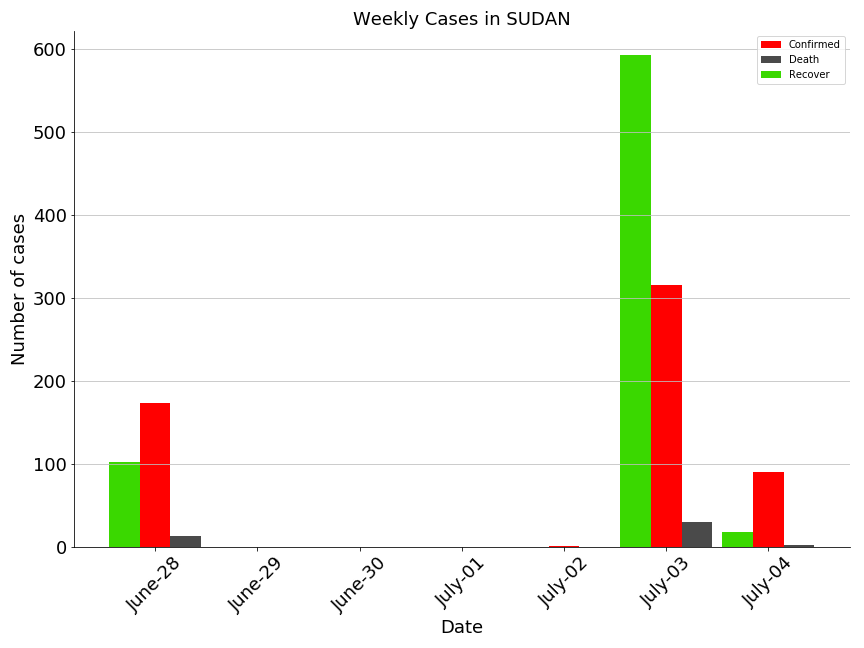 Weekly Cases in SUDAN
Confirmed
Death
Recover
Number of cases
600
500
400
300
200
100
0
June-28
June-29
June-30
July-01
July-02
July-03
July-04
Date